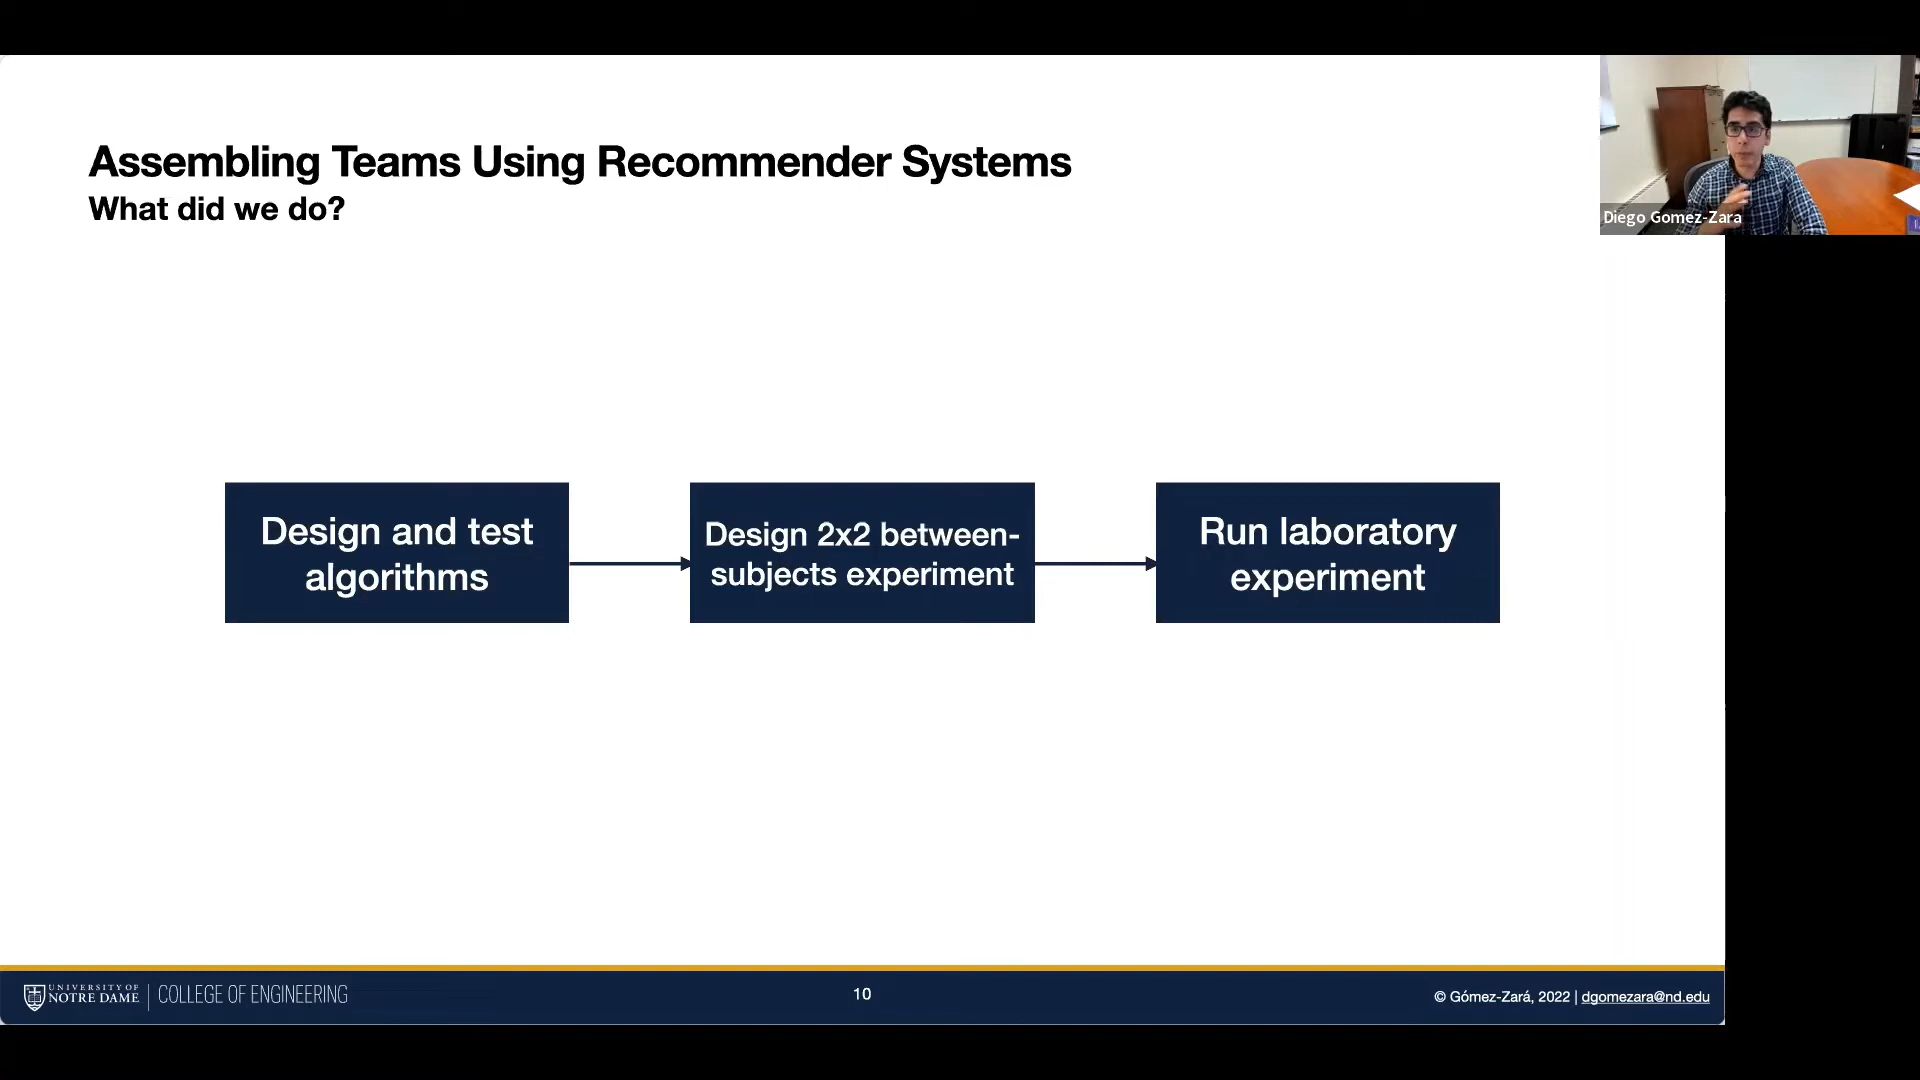 Assembling Teams Using Recommender Systems
What did we do?
Diego Gomez-Zara
Design and test
algorithms
Design 2x2 between-
subjects experiment
Run laboratory
experiment
UNIVERSITY OF
NOTRE DAME
COLLEGE OF ENGINEERING
10
© Gómez-Zará, 2022 | dgomezara@nd.edu